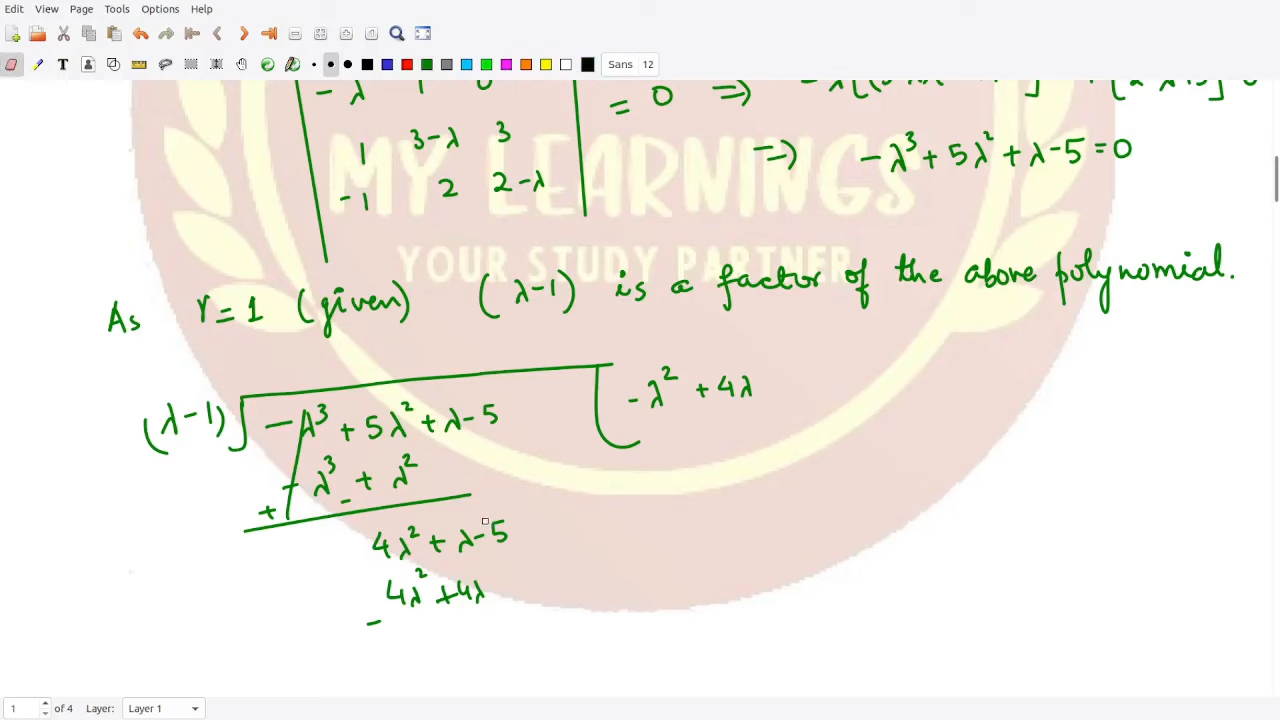 Edit View Page Tools Options Help
Sans 12
-λ 1 0
1 3-λ 3
-1 2 2-λ
= 0 =>
=> -λ³ + 5λ² + λ - 5 = 0
MY LEARNINGS
YOUR STUDY PARTNER
As r = 1 (given) (λ-1) is a factor of the above polynomial.
-λ² + 4λ
(λ-1) -λ³ + 5λ² + λ - 5
-λ³ + λ²
+ -
4λ² + λ - 5
4λ² + 4λ
-
1 of 4 Layer: Layer 1